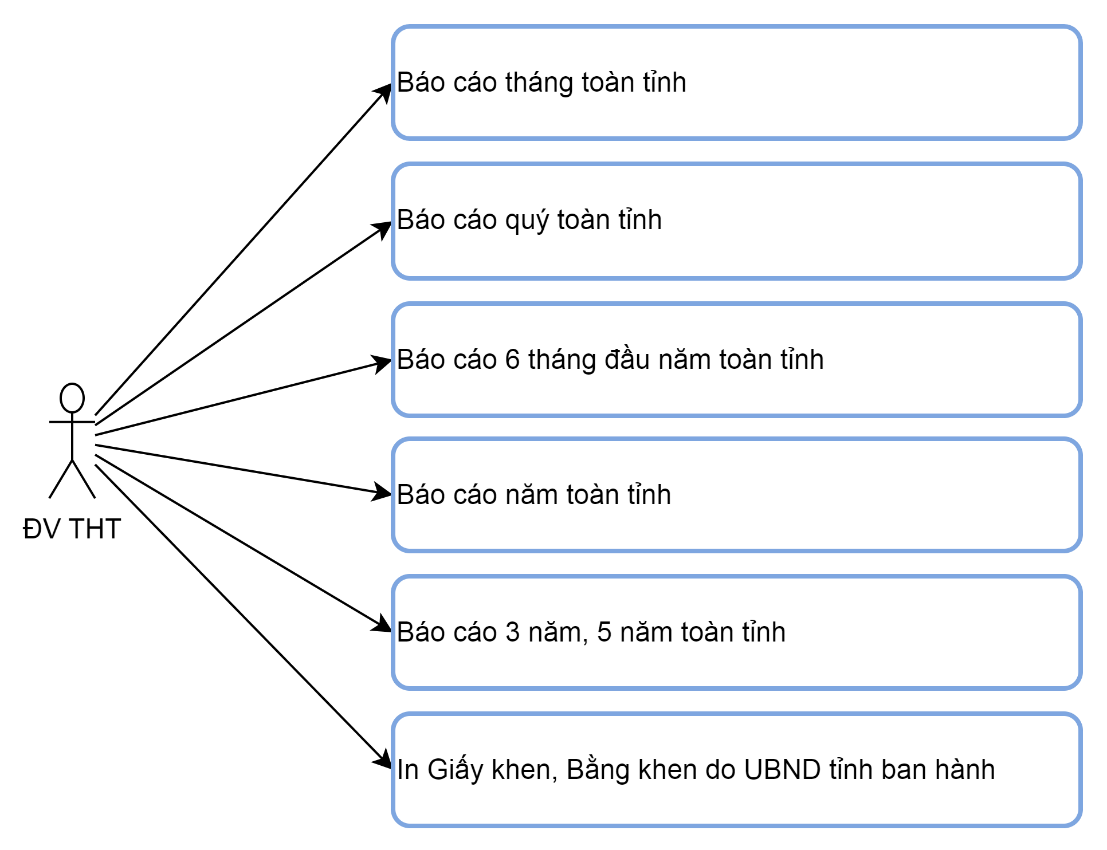 Báo cáo tháng toàn tỉnh
Báo cáo quý toàn tỉnh
Báo cáo 6 tháng đầu năm toàn tỉnh
Báo cáo năm toàn tỉnh
ĐV THT
Báo cáo 3 năm, 5 năm toàn tỉnh
In Giấy khen, Bằng khen do UBND tỉnh ban hành